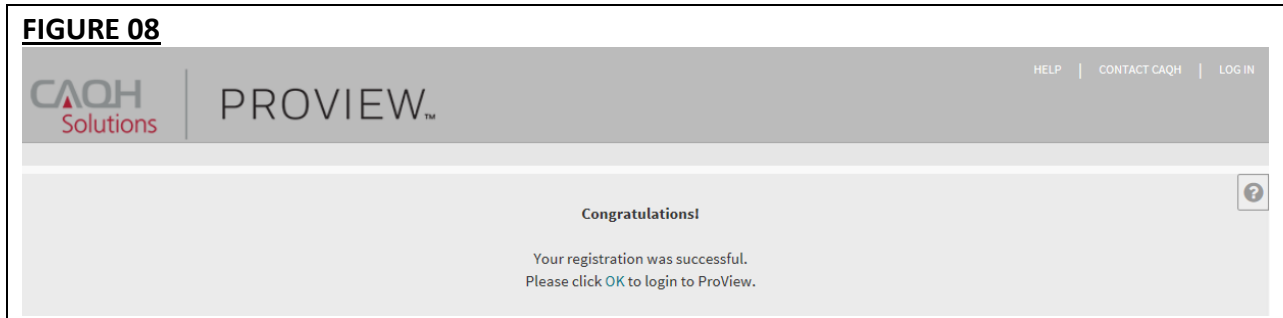 FIGURE 08
HELP | CONTACT CAQH | LOG IN
CAQH
Solutions
PROVIEW™
Congratulations!
Your registration was successful.
Please click OK to login to ProView.